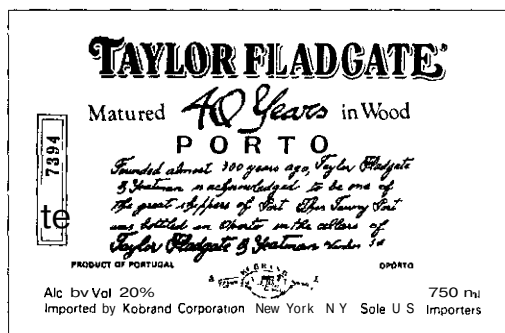 TAYLOR FLADGATE
Matured 40 Years in Wood
PORTO
Founded almost 300 years ago, Taylor Fladgate
& Yeatman is acknowledged to be one of
the great shippers of Port This Tawny Port
was bottled in Oporto in the cellars of
Taylor Fladgate & Yeatman
7394
te
PRODUCT OF PORTUGAL
OPORTO
Alc by Vol 20%
750 ml
Imported by Kobrand Corporation New York N Y Sole U S Importers